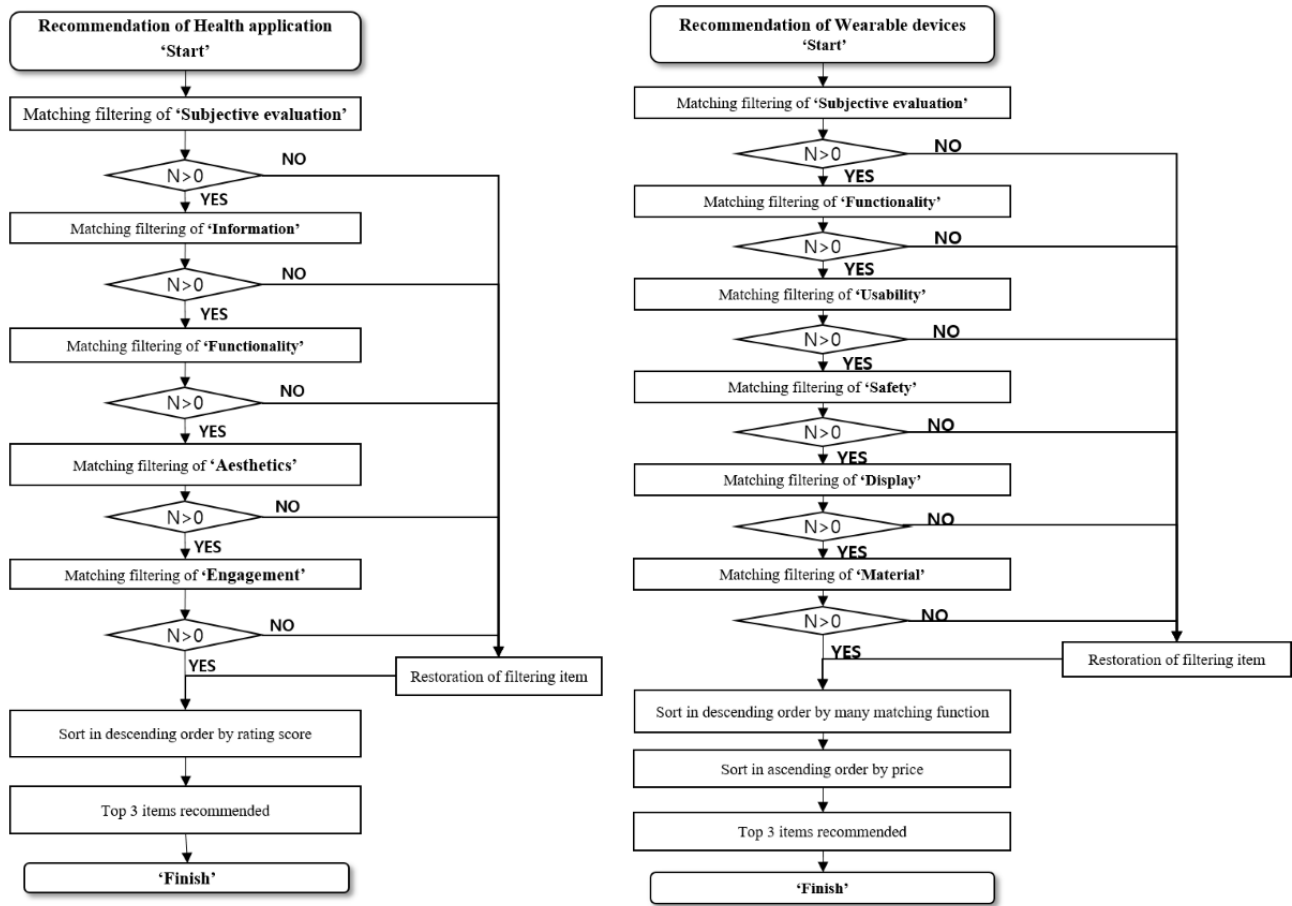 Recommendation of Health application
‘Start’
Matching filtering of ‘Subjective evaluation’
N>0
NO
YES
Matching filtering of ‘Information’
N>0
NO
YES
Matching filtering of ‘Functionality’
N>0
NO
YES
Matching filtering of ‘Aesthetics’
N>0
NO
YES
Matching filtering of ‘Engagement’
N>0
NO
YES
Restoration of filtering item
Sort in descending order by rating score
Top 3 items recommended
‘Finish’
Recommendation of Wearable devices
‘Start’
Matching filtering of ‘Subjective evaluation’
N>0
NO
YES
Matching filtering of ‘Functionality’
N>0
NO
YES
Matching filtering of ‘Usability’
N>0
NO
YES
Matching filtering of ‘Safety’
N>0
NO
YES
Matching filtering of ‘Display’
N>0
NO
YES
Matching filtering of ‘Material’
N>0
NO
YES
Restoration of filtering item
Sort in descending order by many matching function
Sort in ascending order by price
Top 3 items recommended
‘Finish’